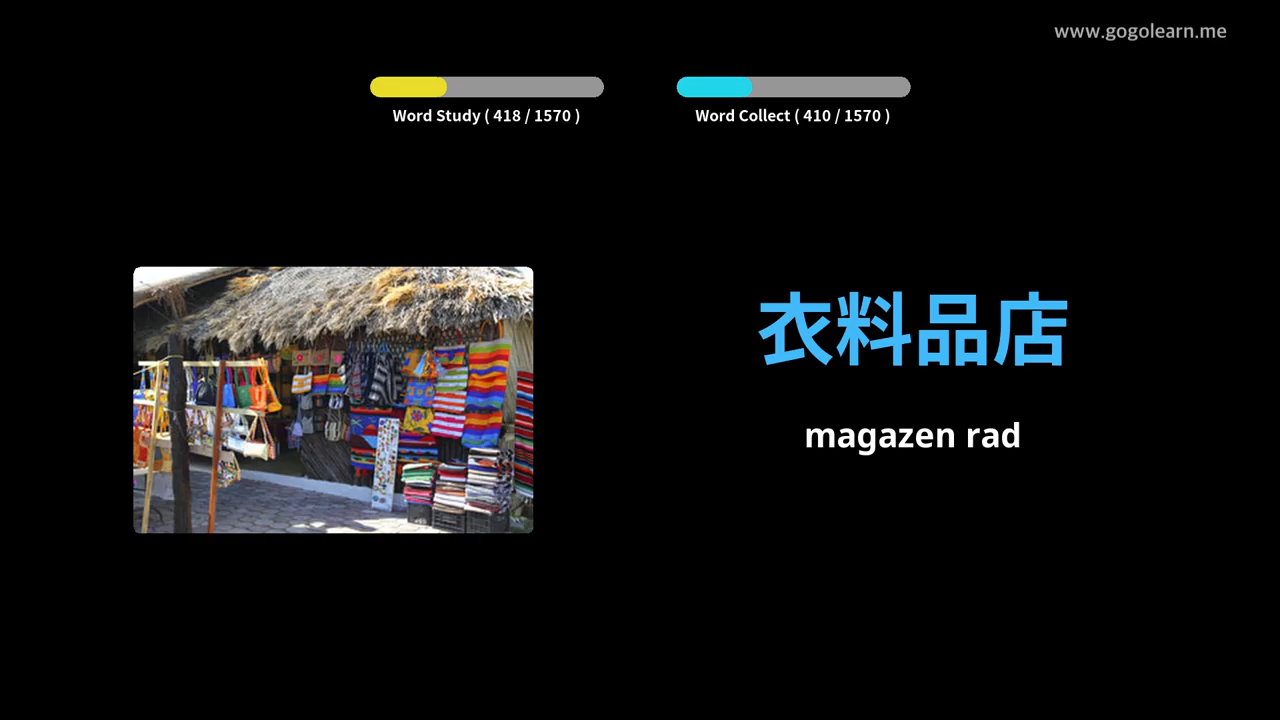 www.gogolearn.me
Word Study ( 418 / 1570 )
Word Collect ( 410 / 1570 )
衣料品店
magazen rad